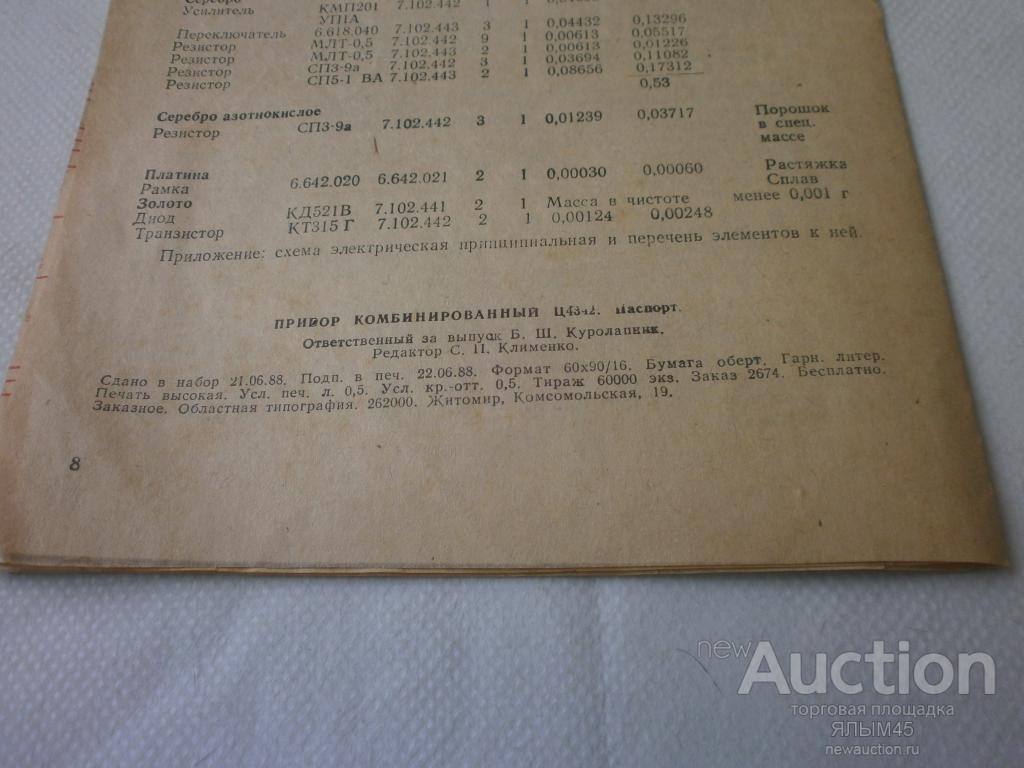 Усилитель КМП201 7.102.442 1 1
УП1А
Переключатель 6.618.040 7.102.443 3 1 0,04432 0,13296
Резистор МЛТ-0,5 7.102.442 9 1 0,00613 0,05517
Резистор МЛТ-0,5 7.102.443 2 1 0,00613 0,01226
Резистор СП3-9а 7.102.442 3 1 0,03694 0,11082
Резистор СП5-1 ВА 7.102.443 2 1 0,08656 0,17312
0,53
Серебро азотнокислое
Резистор СП3-9а 7.102.442 3 1 0,01239 0,03717 Порошок
в спец.
массе
Платина
Рамка 6.642.020 6.642.021 2 1 0,00030 0,00060 Растяжка
Сплав
Золото
Диод КД521В 7.102.441 2 1 Масса в чистоте менее 0,001 г
Транзистор КТ315 Г 7.102.442 2 1 0,00124 0,00248
Приложение: схема электрическая принципиальная и перечень элементов к ней.
ПРИБОР КОМБИНИРОВАННЫЙ Ц4342. Паспорт.
Ответственный за выпуск Б. Ш. Куролапник.
Редактор С. П. Клименко.
Сдано в набор 21.06.88. Подп. в печ. 22.06.88. Формат 60х90/16. Бумага оберт. Гарн. литер.
Печать высокая. Усл. печ. л. 0,5. Усл. кр.-отт. 0,5. Тираж 60000 экз. Заказ 2674. Бесплатно.
Заказное. Областная типография. 262000. Житомир, Комсомольская, 19.
8
newAuction
торговая площадка
ЯЛЫМ45
newauction.ru